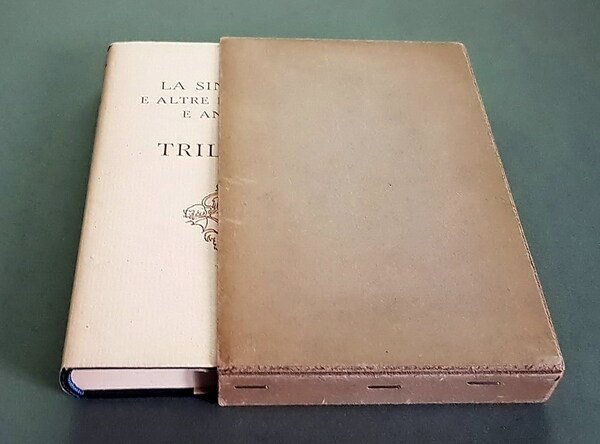 LA SIN
E ALTRE
E AN
TRIL